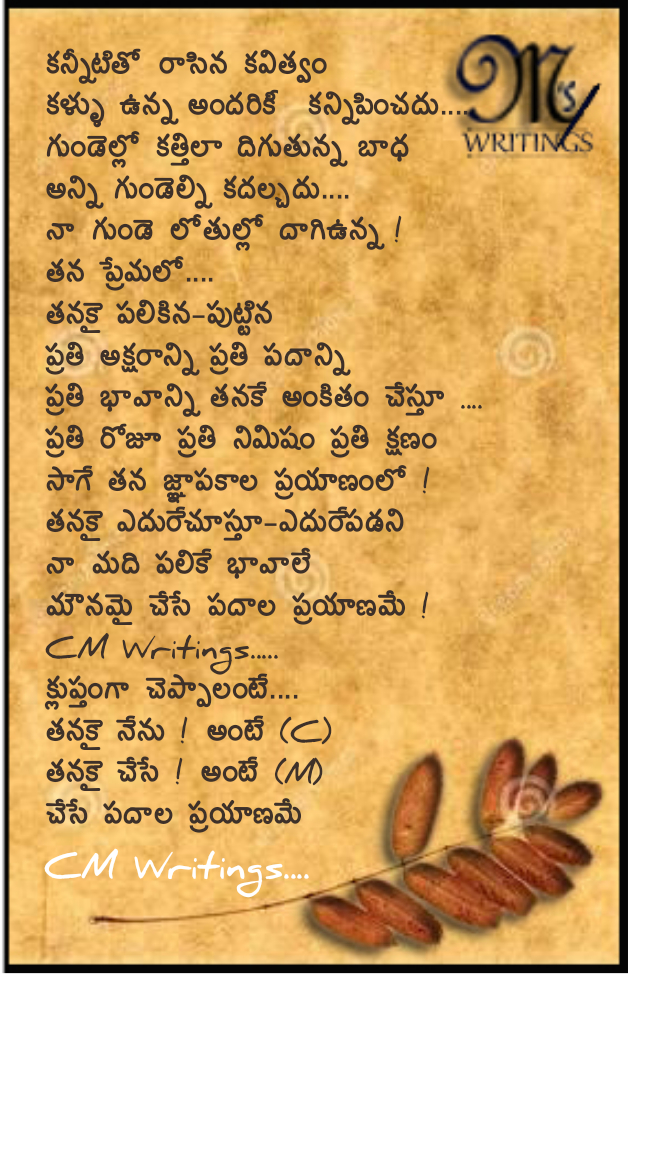 M's
WRITINGS
కన్నీటితో రాసిన కవిత్వం
కళ్ళు ఉన్న అందరికీ కన్నిపించదు....
గుండెల్లో కత్తిలా దిగుతున్న బాధ
అన్ని గుండెల్ని కదల్చదు....
నా గుండె లోతుల్లో దాగిఉన్న !
తన ప్రేమలో....
తనకై పలికిన-పుట్టిన
ప్రతి అక్షరాన్ని ప్రతి పదాన్ని
ప్రతి భావాన్ని తనకే అంకితం చేస్తూ ....
ప్రతి రోజూ ప్రతి నిమిషం ప్రతి క్షణం
సాగే తన జ్ఞాపకాల ప్రయాణంలో !
తనకై ఎదురేచూస్తూ-ఎదురేపడని
నా మది పలికే భావాలే
మౌనమై చేసే పదాల ప్రయాణమే !
CM Writings.....
క్లుప్తంగా చెప్పాలంటే....
తనకై నేను ! అంటే (C)
తనకై చేసే ! అంటే (M)
చేసే పదాల ప్రయాణమే
CM Writings....